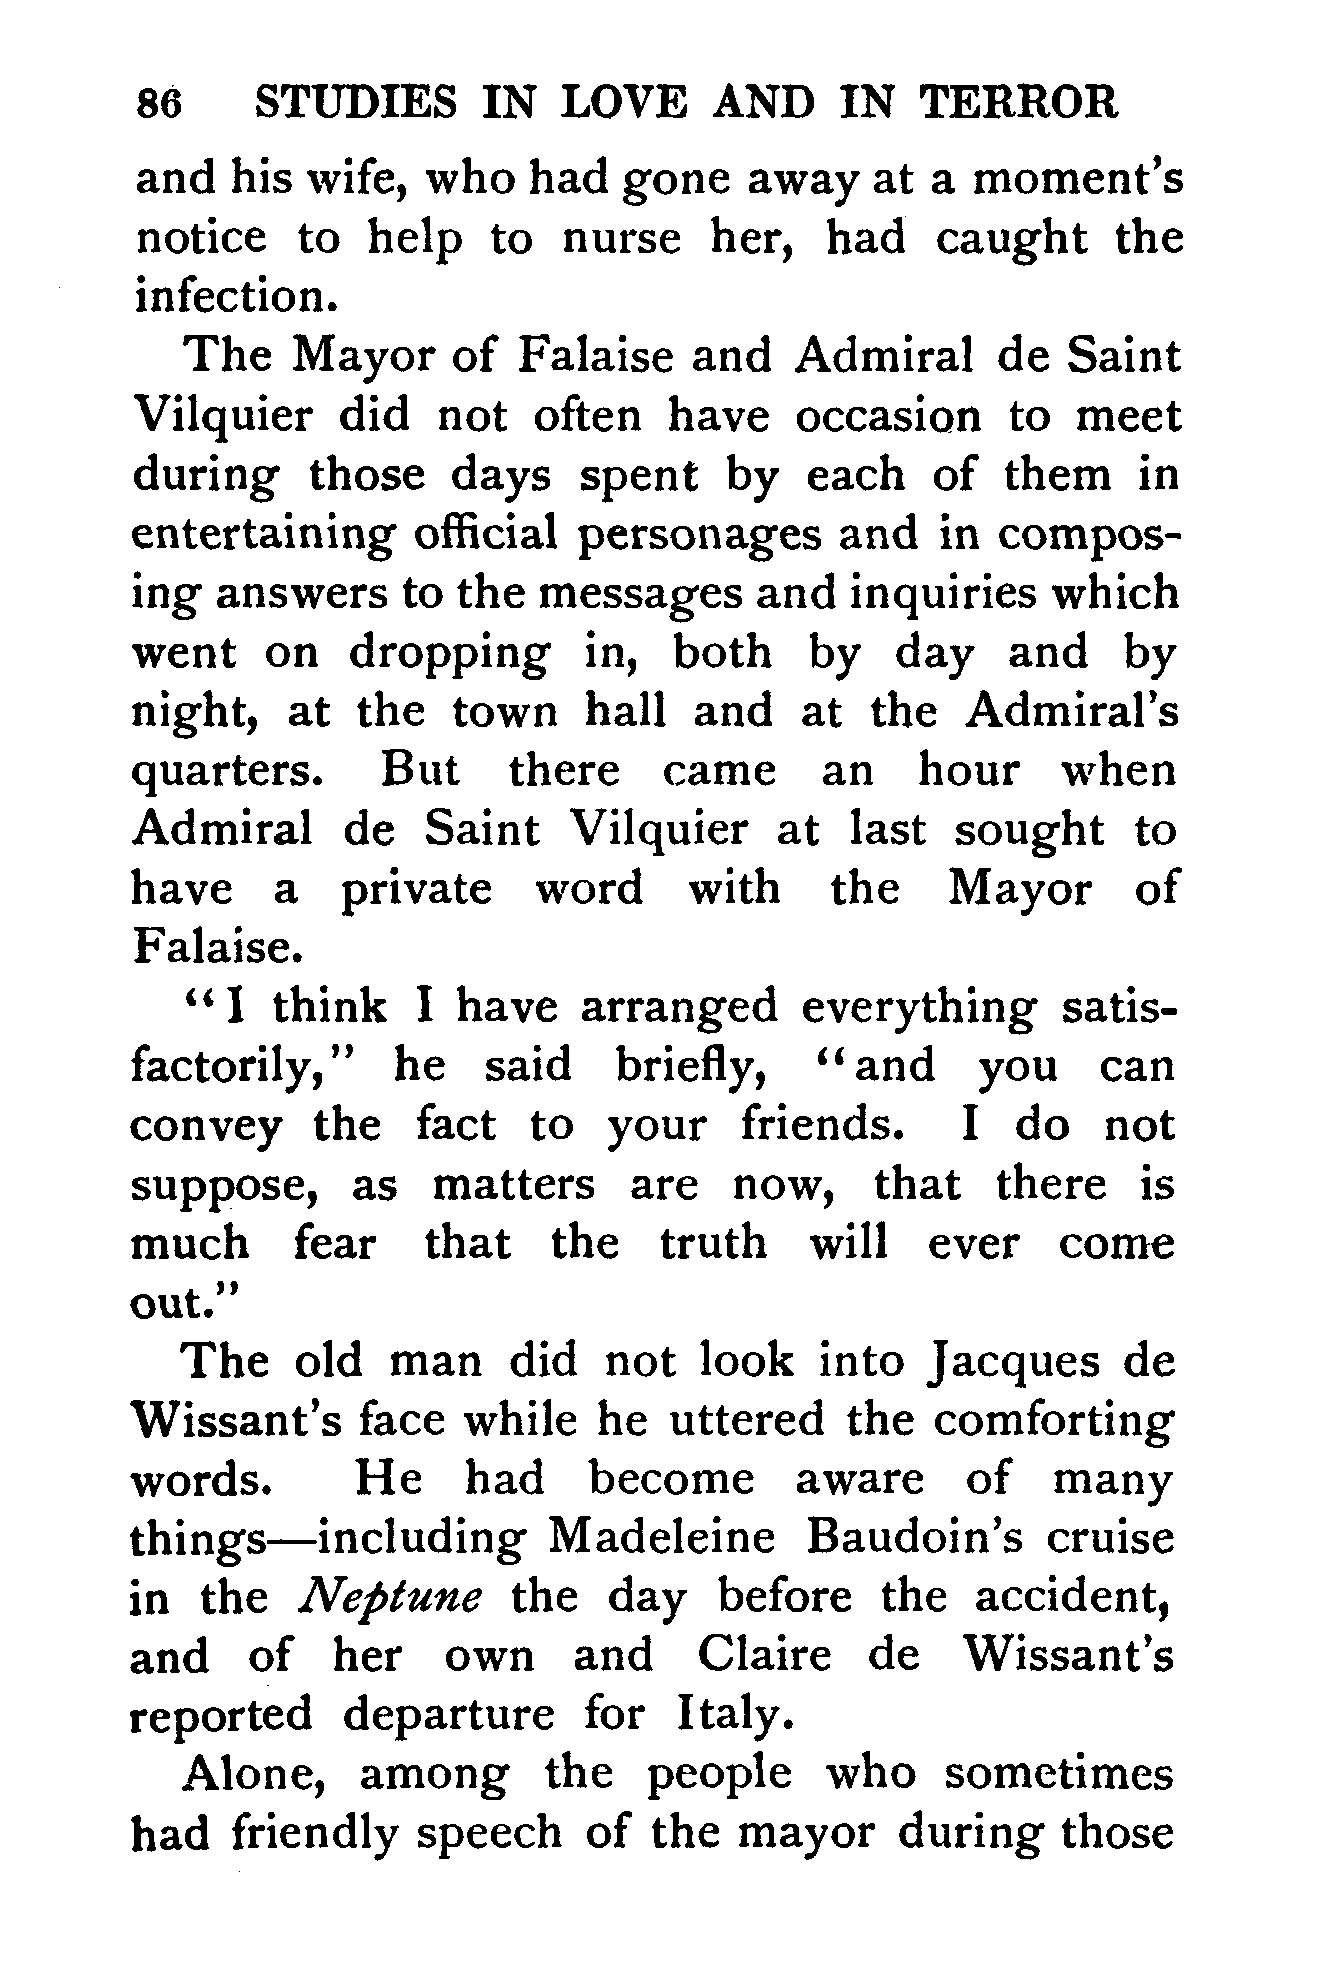 86 STUDIES IN LOVE AND IN TERROR
and his wife, who had gone away at a moment's
notice to help to nurse her, had caught the
infection.
The Mayor of Falaise and Admiral de Saint
Vilquier did not often have occasion to meet
during those days spent by each of them in
entertaining official personages and in compos-
ing answers to the messages and inquiries which
went on dropping in, both by day and by
night, at the town hall and at the Admiral's
quarters. But there came an hour when
Admiral de Saint Vilquier at last sought to
have a private word with the Mayor of
Falaise.
"I think I have arranged everything satis-
factorily," he said briefly, "and you can
convey the fact to your friends. I do not
suppose, as matters are now, that there is
much fear that the truth will ever come
out."
The old man did not look into Jacques de
Wissant's face while he uttered the comforting
words. He had become aware of many
things—including Madeleine Baudoin's cruise
in the Neptune the day before the accident,
and of her own and Claire de Wissant's
reported departure for Italy.
Alone, among the people who sometimes
had friendly speech of the mayor during those